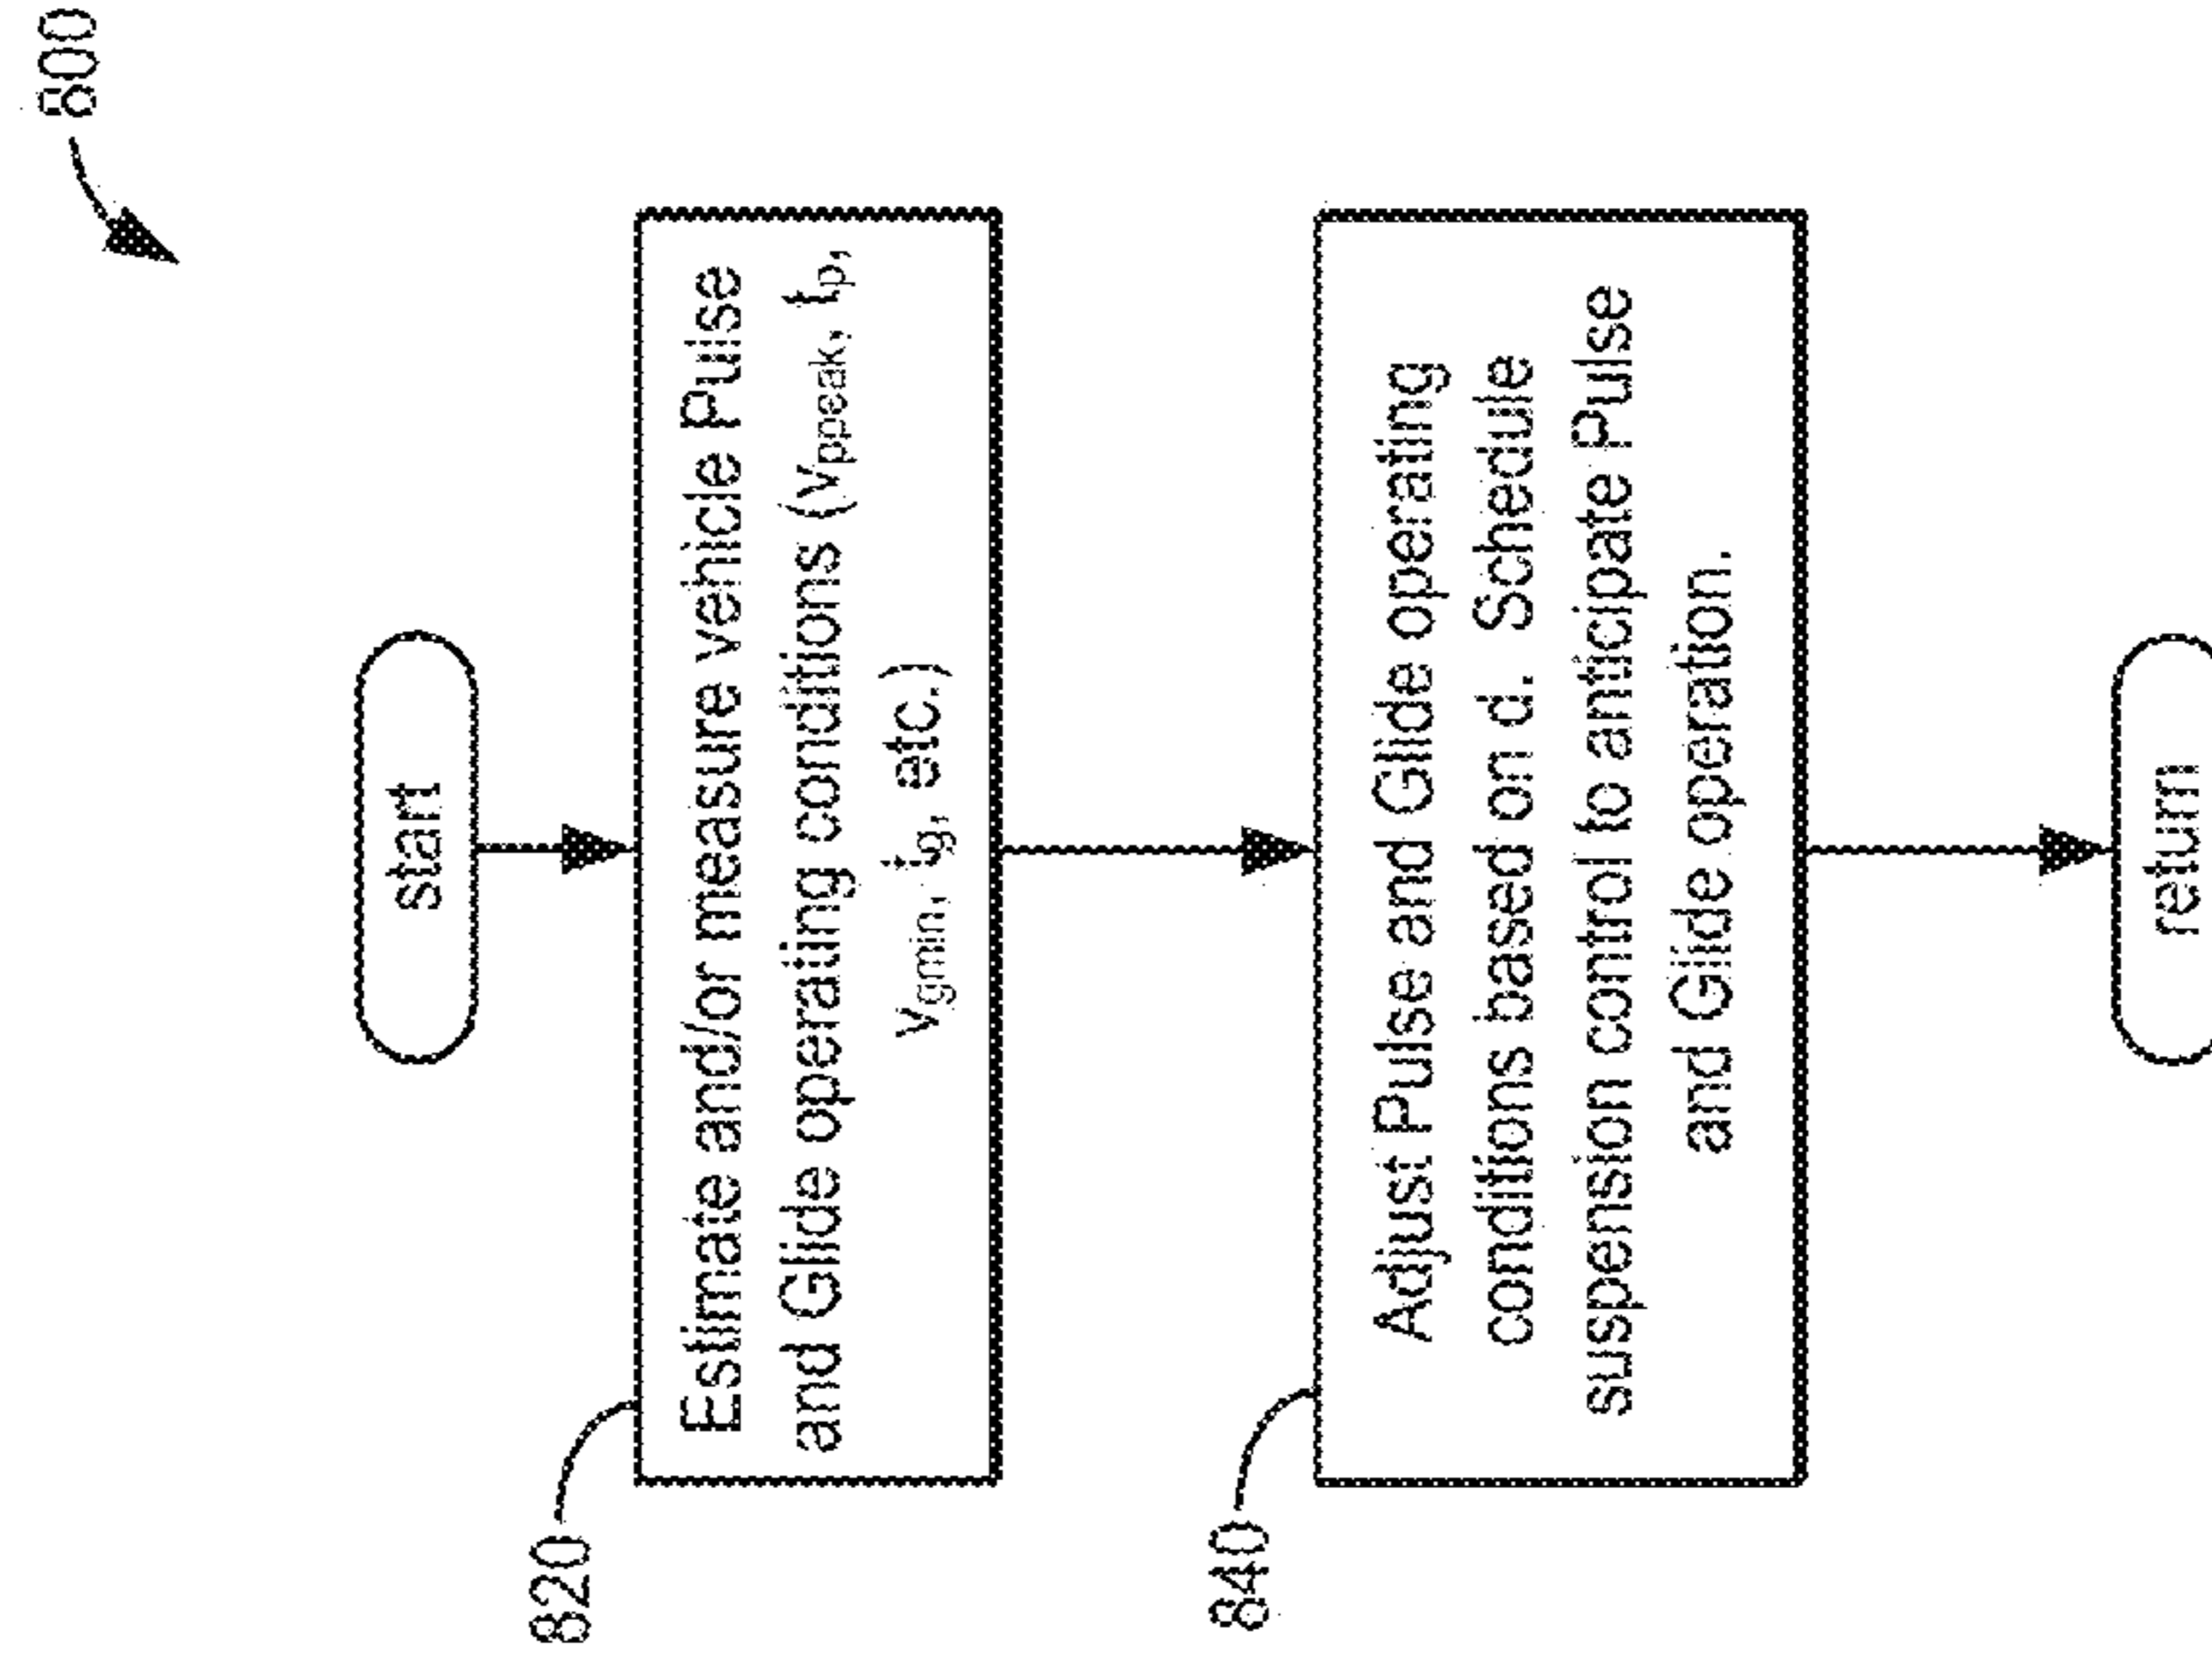 800
start
820
Estimate and/or measure vehicle Pulse
and Glide operating conditions (vppeak, tp,
vgmin, tg, etc.)
840
Adjust Pulse and Glide operating
conditions based on d. Schedule
suspension control to anticipate Pulse
and Glide operation.
return